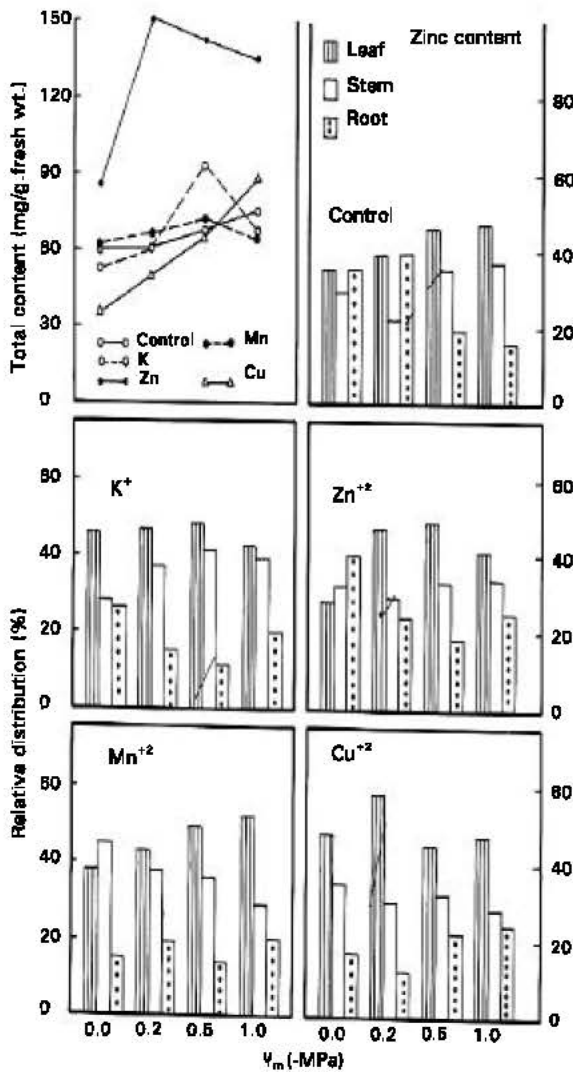 Total content (mg/g-fresh wt.)
150
120
90
60
30
0
Control
K
Zn
Mn
Cu
Zinc content
Leaf
Stem
Root
Control
80
60
40
20
0
Relative distribution (%)
K⁺
60
40
20
0
Zn⁺²
80
60
40
20
0
Mn⁺²
60
40
20
0
Cu⁺²
80
60
40
20
0
0.0 0.2 0.6 1.0
0.0 0.2 0.6 1.0
Ψm (-MPa)